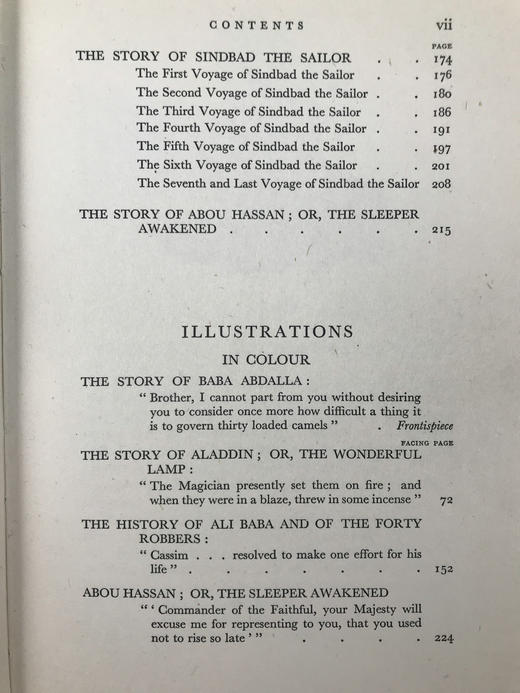 CONTENTS vii
PAGE
THE STORY OF SINDBAD THE SAILOR . . 174
The First Voyage of Sindbad the Sailor . . 176
The Second Voyage of Sindbad the Sailor . . 180
The Third Voyage of Sindbad the Sailor . . 186
The Fourth Voyage of Sindbad the Sailor . . 191
The Fifth Voyage of Sindbad the Sailor . . 197
The Sixth Voyage of Sindbad the Sailor . . 201
The Seventh and Last Voyage of Sindbad the Sailor 208
THE STORY OF ABOU HASSAN ; OR, THE SLEEPER
AWAKENED . . . . . . 215
ILLUSTRATIONS
IN COLOUR
THE STORY OF BABA ABDALLA :
" Brother, I cannot part from you without desiring
you to consider once more how difficult a thing it
is to govern thirty loaded camels " . Frontispiece
FACING PAGE
THE STORY OF ALADDIN ; OR, THE WONDERFUL
LAMP :
" The Magician presently set them on fire ; and
when they were in a blaze, threw in some incense " 72
THE HISTORY OF ALI BABA AND OF THE FORTY
ROBBERS :
" Cassim . . . resolved to make one effort for his
life " . . . . . . . 152
ABOU HASSAN ; OR, THE SLEEPER AWAKENED
" ' Commander of the Faithful, your Majesty will
excuse me for representing to you, that you used
not to rise so late ' " . . . . 224